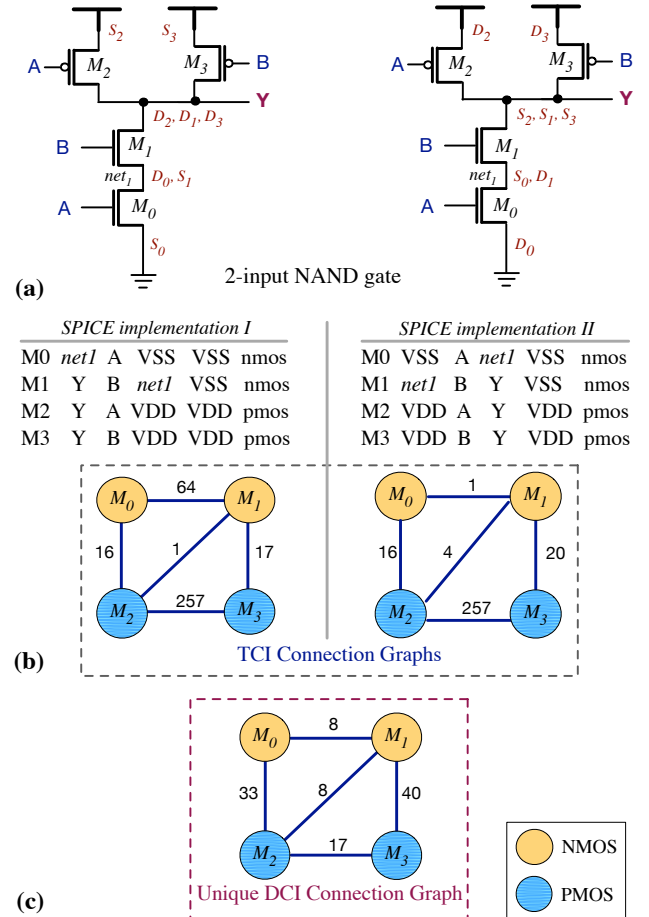 S2 S3 D2 D3
A M2 M3 B A M2 M3 B
Y Y
D2, D1, D3 S2, S1, S3
B M1 B M1
net1 D0, S1 net1 S0, D1
A M0 A M0
S0 D0
(a) 2-input NAND gate
SPICE implementation I
M0 net1 A VSS VSS nmos
M1 Y B net1 VSS nmos
M2 Y A VDD VDD pmos
M3 Y B VDD VDD pmos
SPICE implementation II
M0 VSS A net1 VSS nmos
M1 net1 B Y VSS nmos
M2 VDD A Y VDD pmos
M3 VDD B Y VDD pmos
M0 64 M1 M0 1 M1
16 1 17 16 4 20
M2 257 M3 M2 257 M3
(b) TCI Connection Graphs
M0 8 M1
33 8 40
M2 17 M3
NMOS
PMOS
(c) Unique DCI Connection Graph